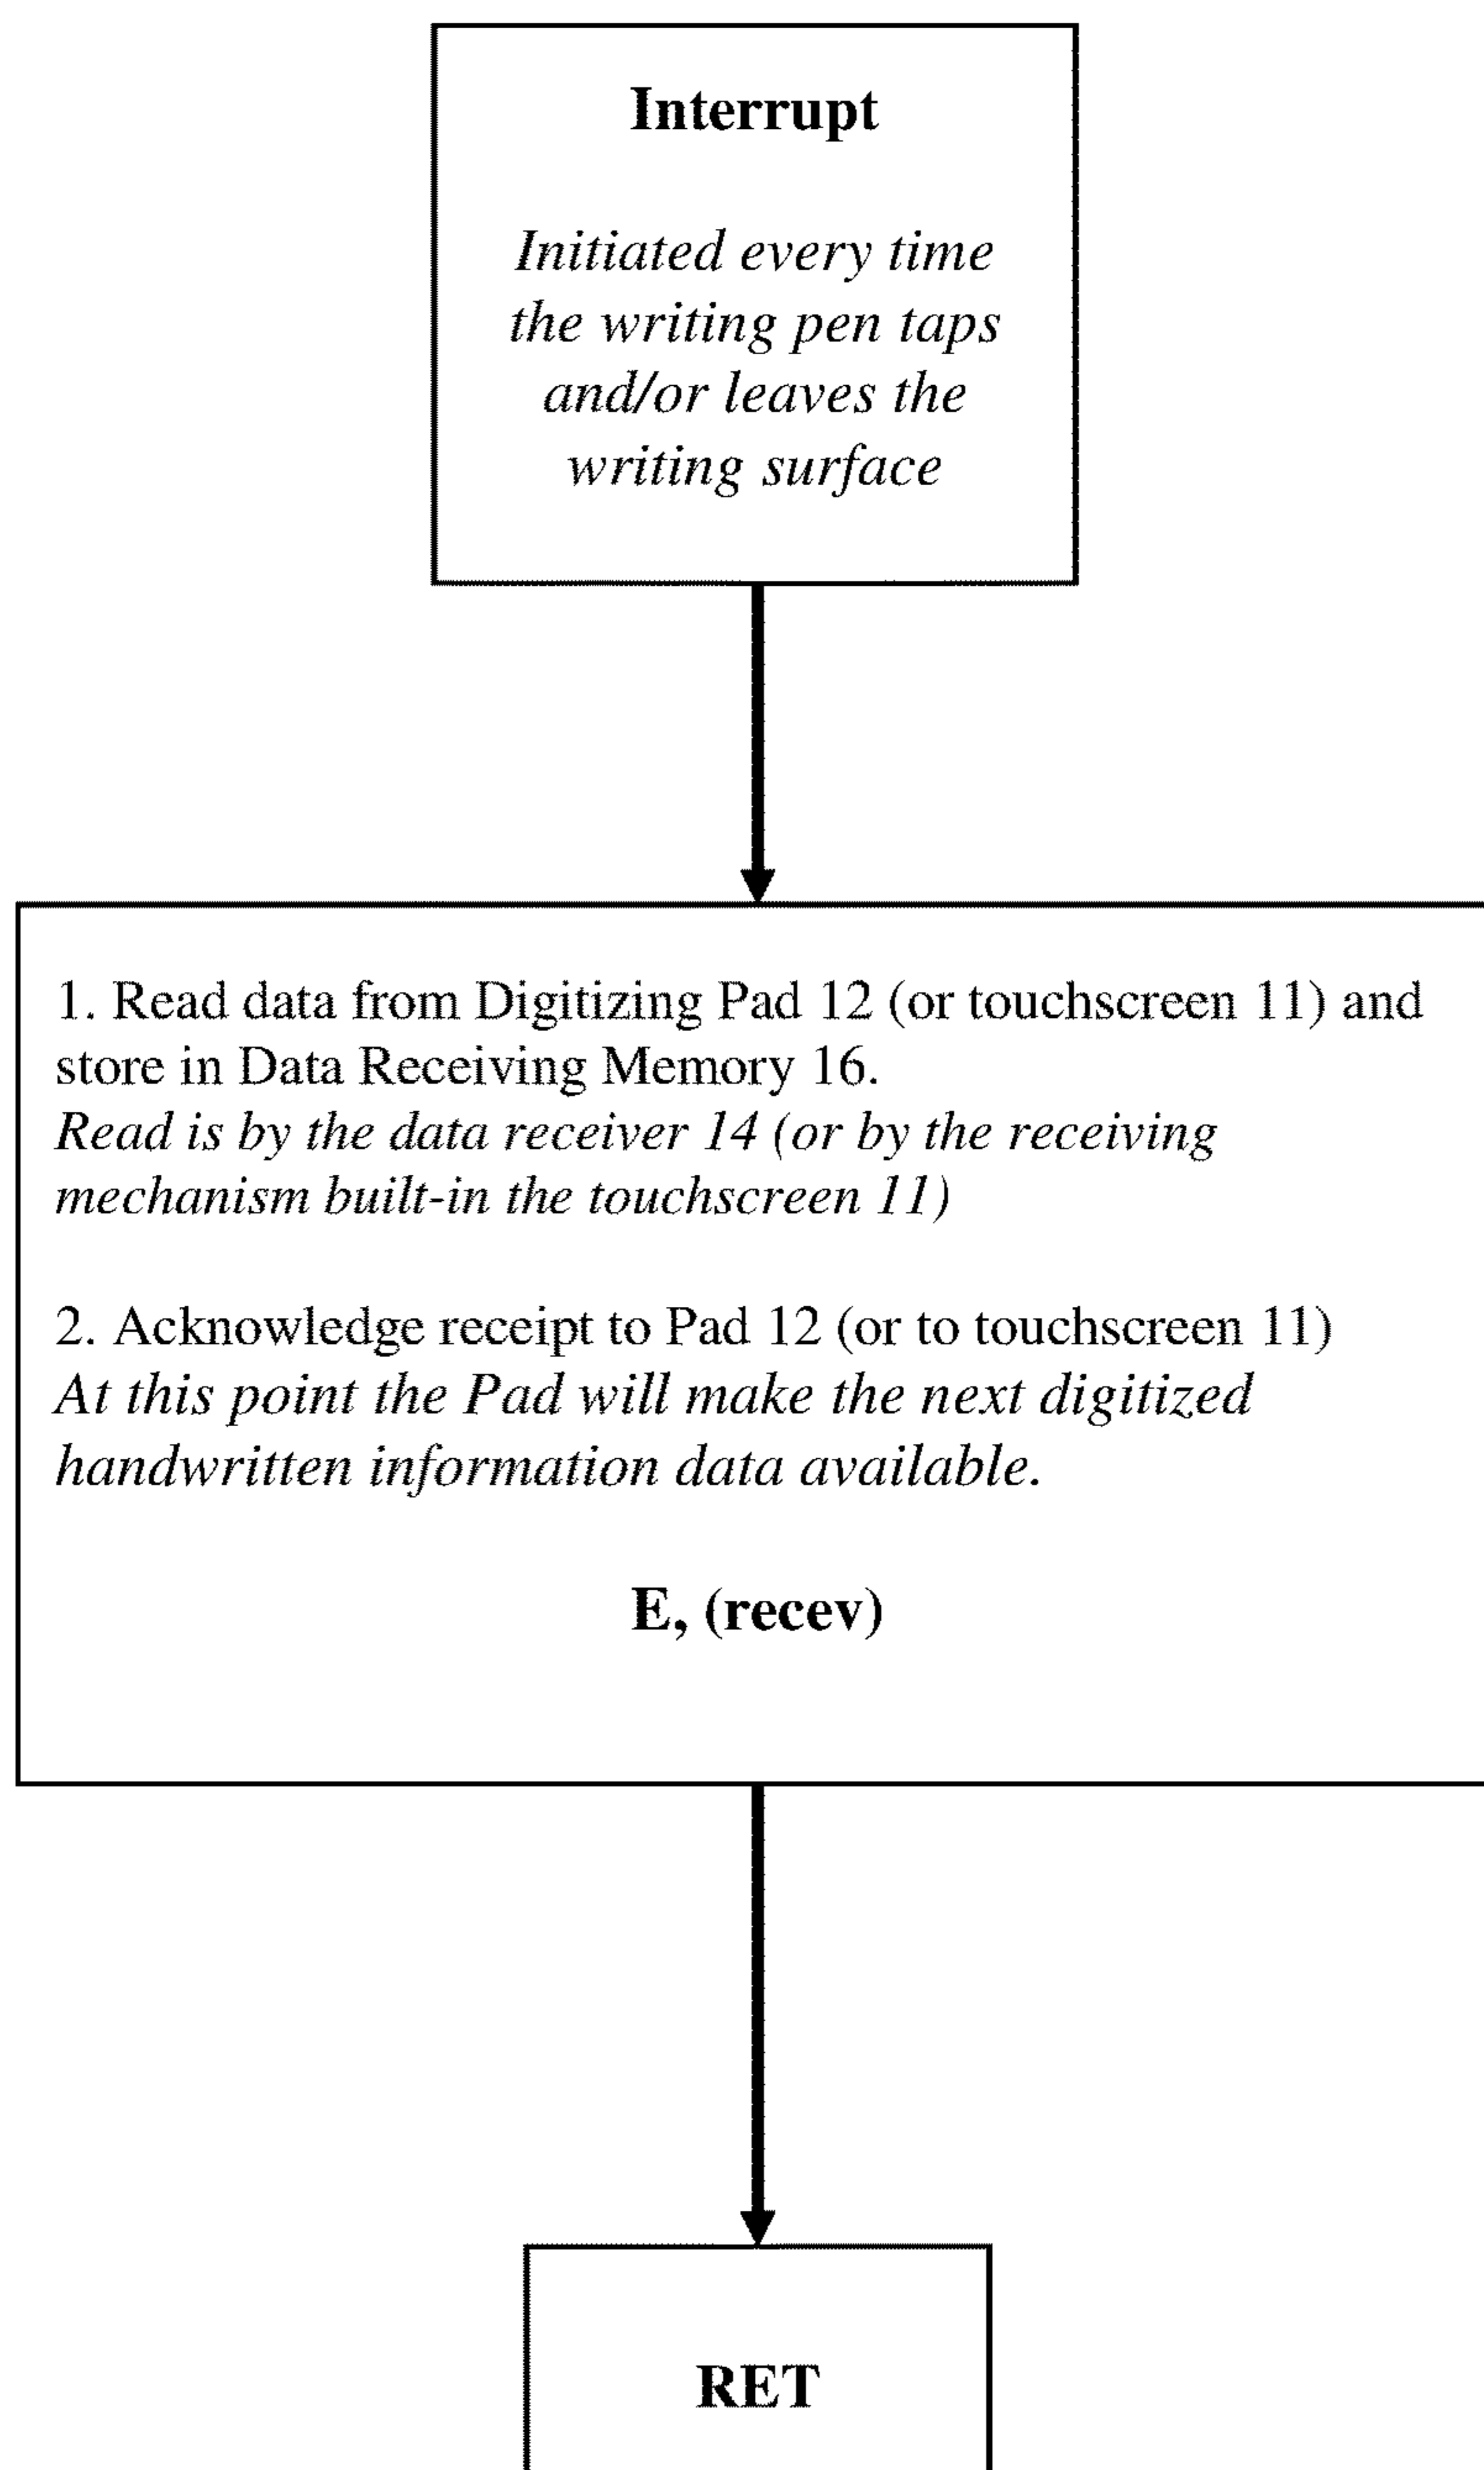 Interrupt
Initiated every time
the writing pen taps
and/or leaves the
writing surface
1. Read data from Digitizing Pad 12 (or touchscreen 11) and
store in Data Receiving Memory 16.
Read is by the data receiver 14 (or by the receiving
mechanism built-in the touchscreen 11)
2. Acknowledge receipt to Pad 12 (or to touchscreen 11)
At this point the Pad will make the next digitized
handwritten information data available.
E, (recev)
RET